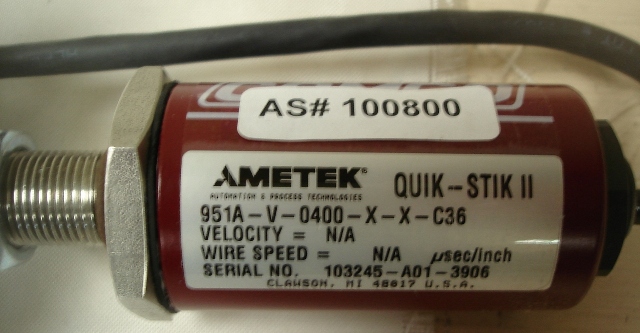 AS# 100800
AMETEK® QUIK-STIK II
AUTOMATION & PROCESS TECHNOLOGIES
951A-V-0400-X-X-C36
VELOCITY = N/A
WIRE SPEED = N/A µsec/inch
SERIAL NO. 103245-A01-3906
CLAWSON, MI 48017 U.S.A.